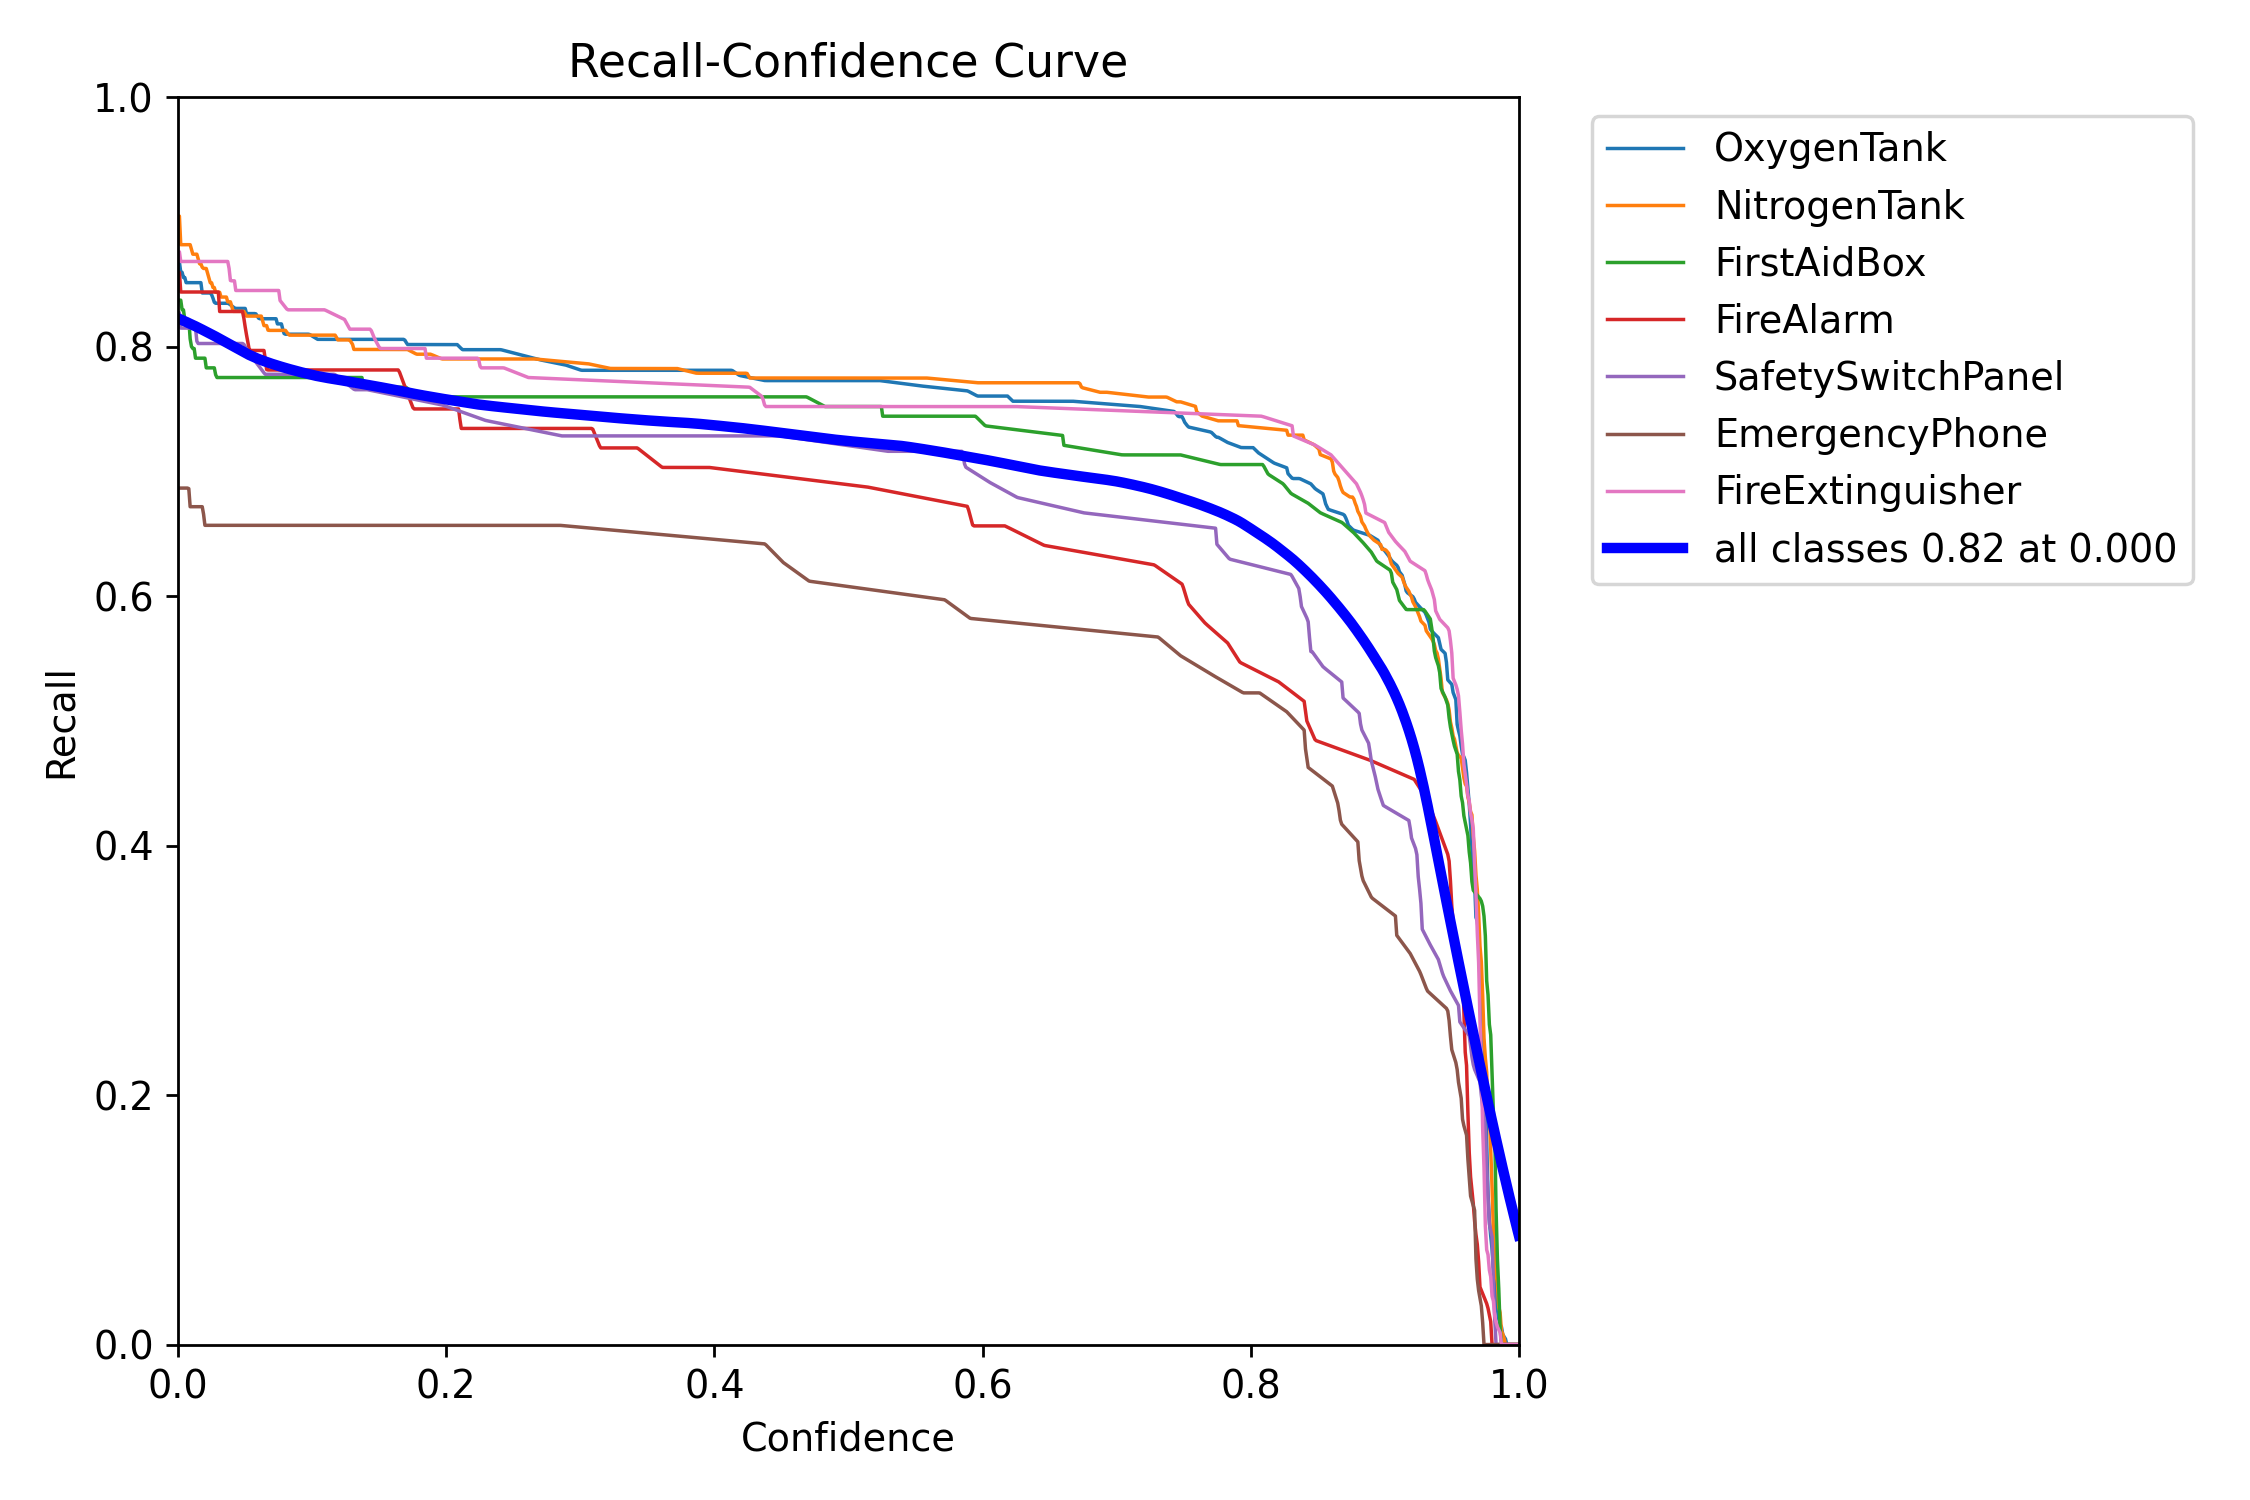 Recall-Confidence Curve
1.0
0.8
0.6
0.4
0.2
0.0
Recall
0.0 0.2 0.4 0.6 0.8 1.0
Confidence
OxygenTank
NitrogenTank
FirstAidBox
FireAlarm
SafetySwitchPanel
EmergencyPhone
FireExtinguisher
all classes 0.82 at 0.000